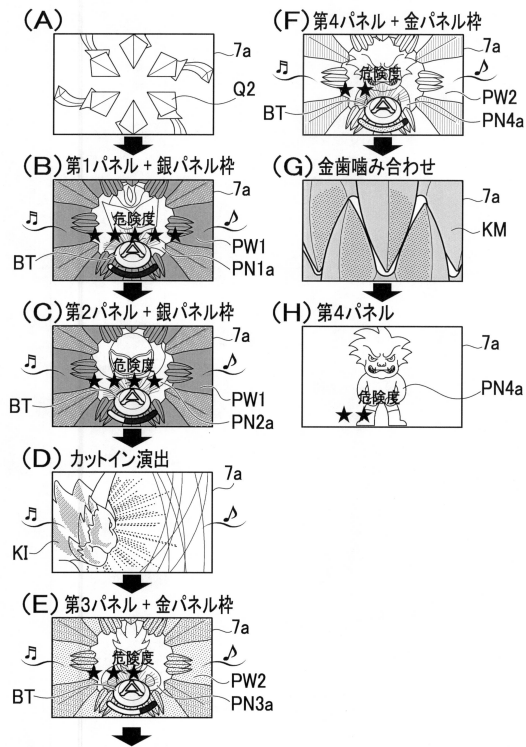 (A)
7a
Q2
(B) 第1パネル + 銀パネル枠
7a
危険度
★★★★★
PW1
BT
PN1a
(C) 第2パネル + 銀パネル枠
7a
危険度
★★★★
PW1
BT
PN2a
(D) カットイン演出
7a
KI
(E) 第3パネル + 金パネル枠
7a
危険度
★★★
PW2
BT
PN3a
(F) 第4パネル + 金パネル枠
7a
危険度
★★
PW2
BT
PN4a
(G) 金歯噛み合わせ
7a
KM
(H) 第4パネル
7a
PN4a
危険度
★★